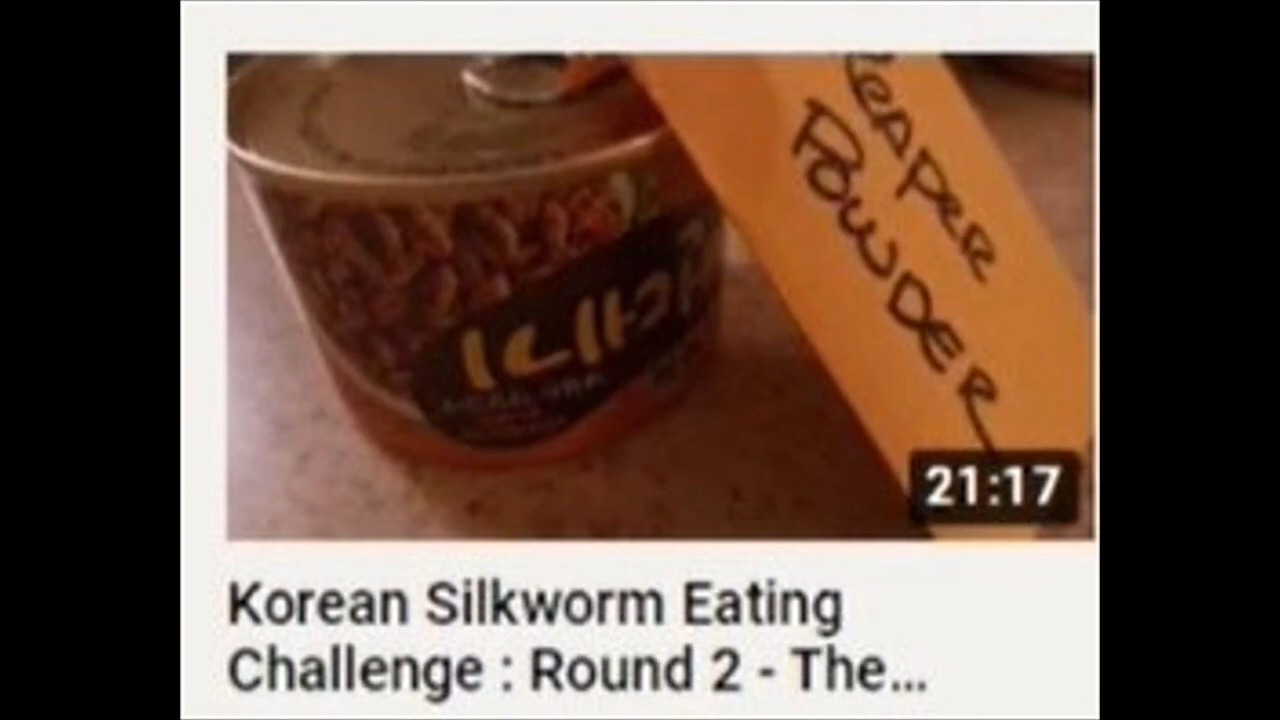 REAPER
POWDER
21:17
Korean Silkworm Eating
Challenge : Round 2 - The...